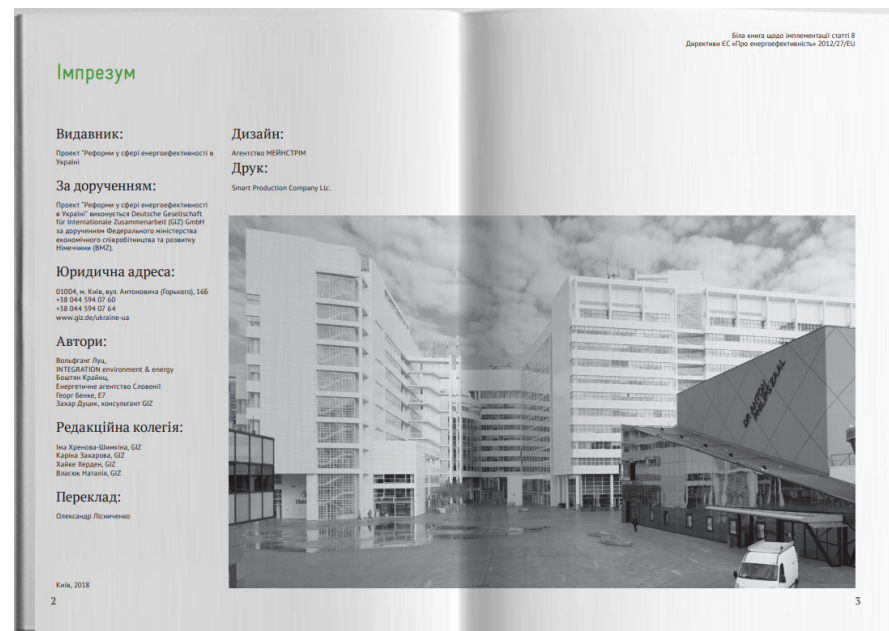 Біла книга щодо імплементації статті 8
Директиви ЄС «Про енергоефективність» 2012/27/EU
Імпрезум
Видавник:
Проект "Реформи у сфері енергоефективності в
Україні
За дорученням:
Проект "Реформи у сфері енергоефективності
в Україні" виконується Deutsche Gesellschaft
für Internationale Zusammenarbeit (GIZ) GmbH
за дорученням Федерального міністерства
економічного співробітництва та розвитку
Німеччини (BMZ).
Юридична адреса:
01004, м. Київ, вул. Антоновича (Горького), 16Б
+38 044 594 07 60
+38 044 594 07 64
www.giz.de/ukraine-ua
Автори:
Вольфганг Луц,
INTEGRATION environment & energy
Боштян Крайнц,
Енергетичне агентство Словенії
Георг Бенке, E7
Захар Дуцик, консультант GIZ
Редакційна колегія:
Іма Хренова-Шимкіна, GIZ
Каріна Захарова, GIZ
Хайке Херден, GIZ
Власюк Наталія, GIZ
Переклад:
Олександр Лісниченко
Київ, 2018
2
Дизайн:
Агентство МЕЙНСТРІМ
Друк:
Smart Production Company Llc.
DR ANTON
PHILIPSZAAL
3